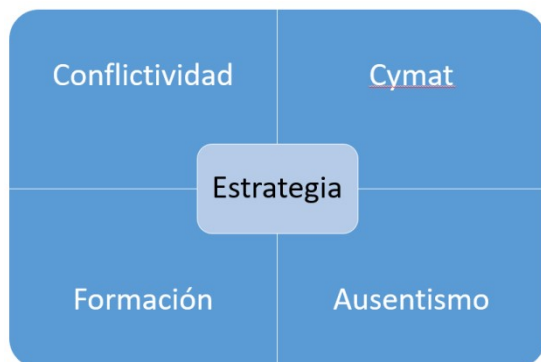 Conflictividad
Cymat
Estrategia
Formación
Ausentismo